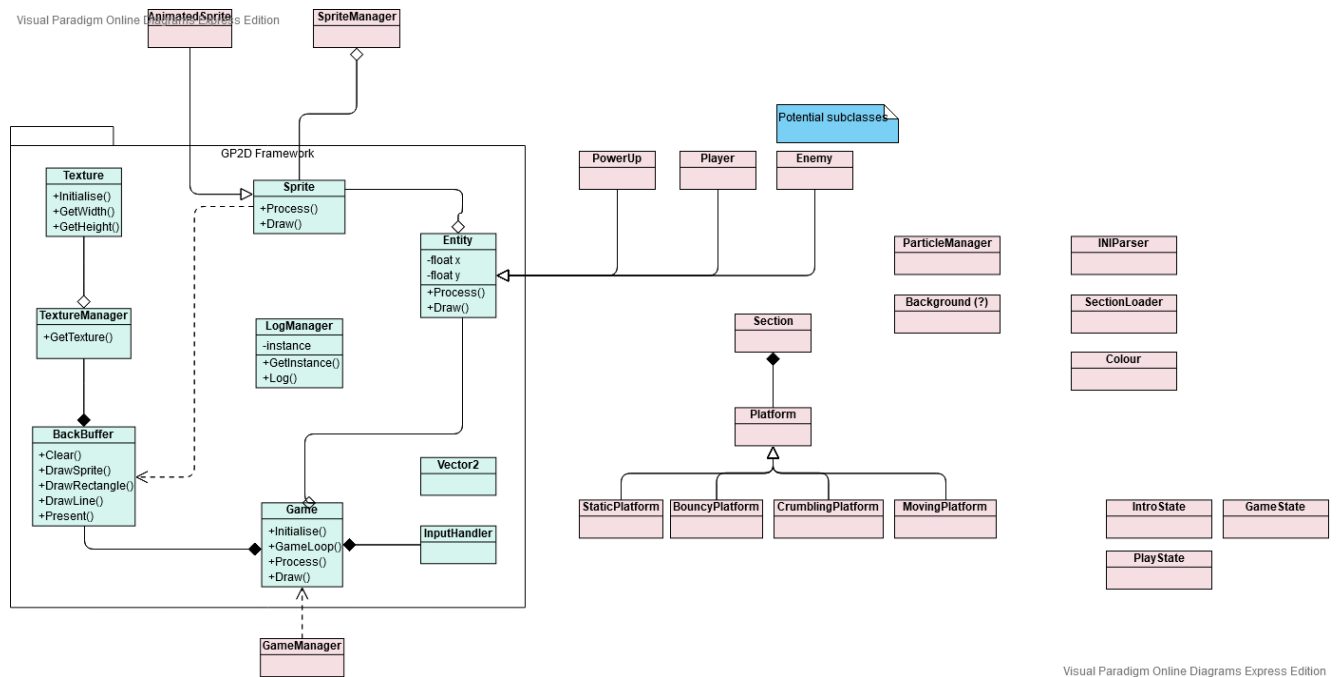 Visual Paradigm Online Diagrams Express Edition
AnimatedSprite
SpriteManager
Potential subclasses
GP2D Framework
Texture
+Initialise()
+GetWidth()
+GetHeight()
Sprite
+Process()
+Draw()
PowerUp
Player
Enemy
Entity
-float x
-float y
+Process()
+Draw()
ParticleManager
INIParser
Background (?)
SectionLoader
TextureManager
+GetTexture()
LogManager
-instance
+GetInstance()
+Log()
Section
Colour
Platform
BackBuffer
+Clear()
+DrawSprite()
+DrawRectangle()
+DrawLine()
+Present()
Vector2
StaticPlatform
BouncyPlatform
CrumblingPlatform
MovingPlatform
IntroState
GameState
Game
+Initialise()
+GameLoop()
+Process()
+Draw()
InputHandler
PlayState
GameManager
Visual Paradigm Online Diagrams Express Edition